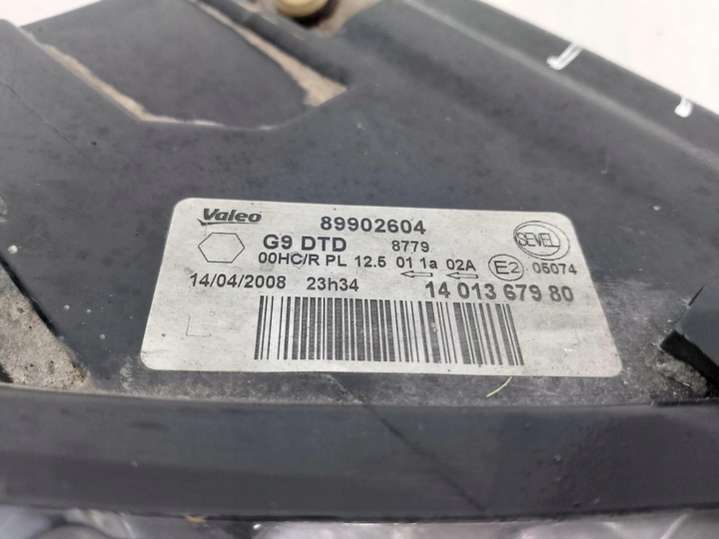 Valeo 89902604 SEVEL
G9 DTD 8779
00HC/R PL 12.5 01 1a 02A E2 05074
14/04/2008 23h34 14 013 679 80
L